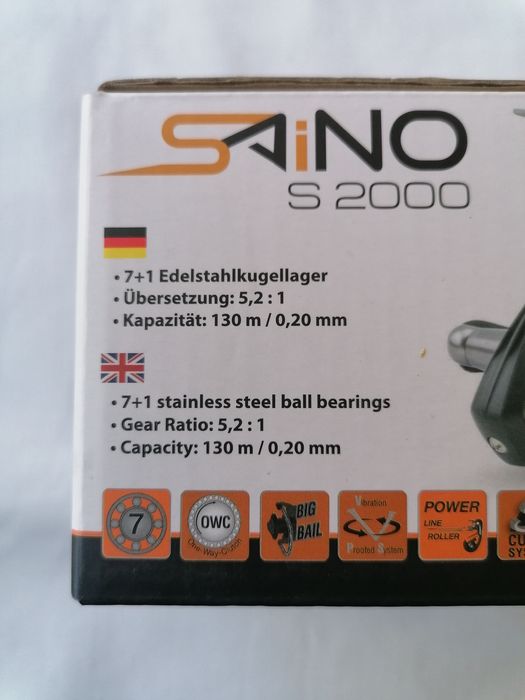 SAiNO
S 2000
• 7+1 Edelstahlkugellager
• Übersetzung: 5,2 : 1
• Kapazität: 130 m / 0,20 mm
• 7+1 stainless steel ball bearings
• Gear Ratio: 5,2 : 1
• Capacity: 130 m / 0,20 mm
7
OWC
One-Way-Clutch
BIG
BAIL
Vibration
V
Proofed System
POWER
LINE
ROLLER